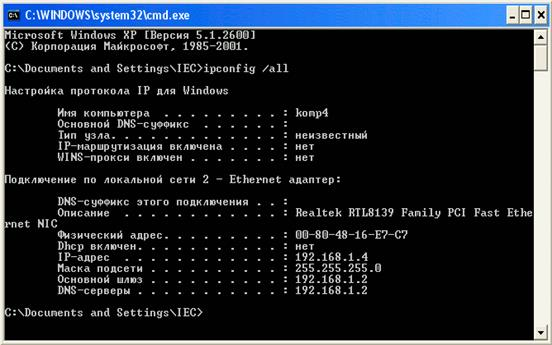 C:\WINDOWS\system32\cmd.exe
Microsoft Windows XP [Версия 5.1.2600]
(С) Корпорация Майкрософт, 1985-2001.
C:\Documents and Settings\IEC>ipconfig /all
Настройка протокола IP для Windows
Имя компьютера . . . . . . . . . : komp4
Основной DNS-суффикс . . . . . . :
Тип узла. . . . . . . . . . . . . : неизвестный
IP-маршрутизация включена . . . . : нет
WINS-прокси включен . . . . . . . : нет
Подключение по локальной сети 2 - Ethernet адаптер:
DNS-суффикс этого подключения . . :
Описание . . . . . . . . . . . . : Realtek RTL8139 Family PCI Fast Ethe
rnet NIC
Физический адрес. . . . . . . . . : 00-80-48-16-E7-C7
Dhcp включен. . . . . . . . . . . : нет
IP-адрес . . . . . . . . . . . . : 192.168.1.4
Маска подсети . . . . . . . . . . : 255.255.255.0
Основной шлюз . . . . . . . . . . : 192.168.1.2
DNS-серверы . . . . . . . . . . . : 192.168.1.2
C:\Documents and Settings\IEC>